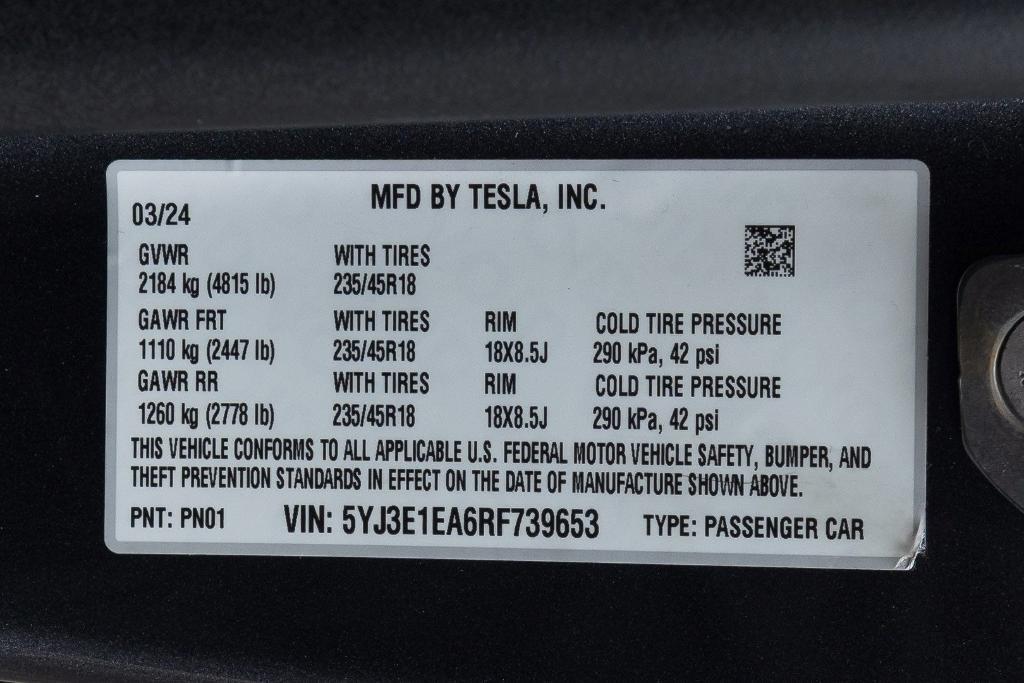 MFD BY TESLA, INC.
03/24
GVWR WITH TIRES
2184 kg (4815 lb) 235/45R18
GAWR FRT WITH TIRES RIM COLD TIRE PRESSURE
1110 kg (2447 lb) 235/45R18 18X8.5J 290 kPa, 42 psi
GAWR RR WITH TIRES RIM COLD TIRE PRESSURE
1260 kg (2778 lb) 235/45R18 18X8.5J 290 kPa, 42 psi
THIS VEHICLE CONFORMS TO ALL APPLICABLE U.S. FEDERAL MOTOR VEHICLE SAFETY, BUMPER, AND
THEFT PREVENTION STANDARDS IN EFFECT ON THE DATE OF MANUFACTURE SHOWN ABOVE.
PNT: PN01 VIN: 5YJ3E1EA6RF739653 TYPE: PASSENGER CAR